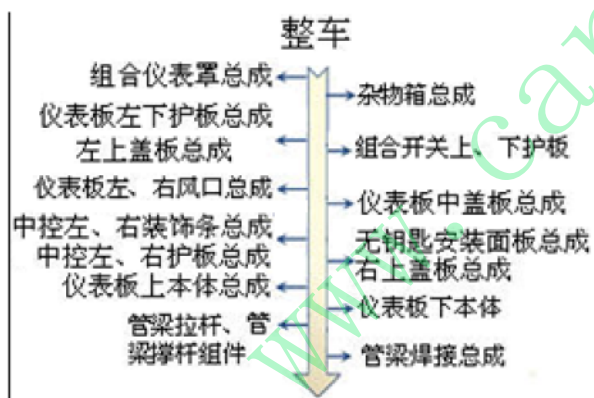 整车
组合仪表罩总成
杂物箱总成
仪表板左下护板总成
左上盖板总成
组合开关上、下护板
仪表板左、右风口总成
仪表板中盖板总成
中控左、右装饰条总成
无钥匙安装面板总成
中控左、右护板总成
右上盖板总成
仪表板上本体总成
仪表板下本体
管梁拉杆、管
梁撑杆组件
管梁焊接总成
www.car